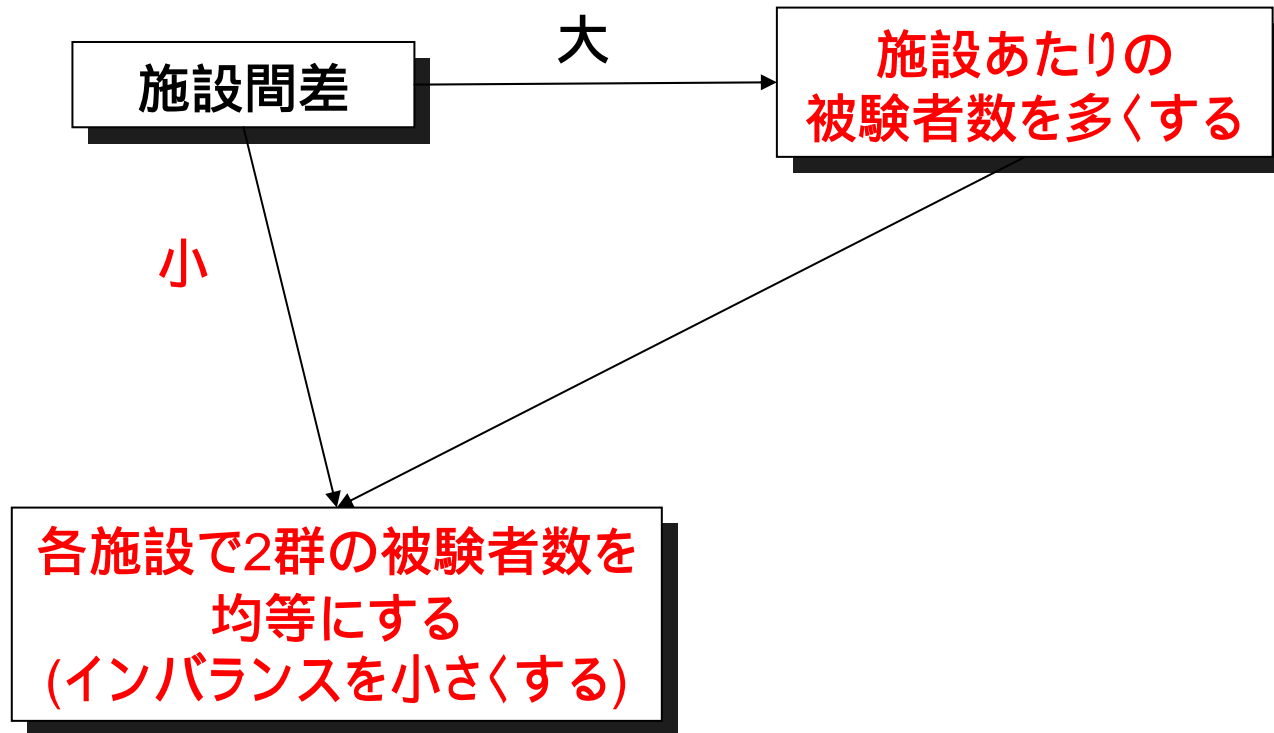 大
施設間差
施設あたりの
被験者数を多くする
小
各施設で2群の被験者数を
均等にする
(インバランスを小さくする)